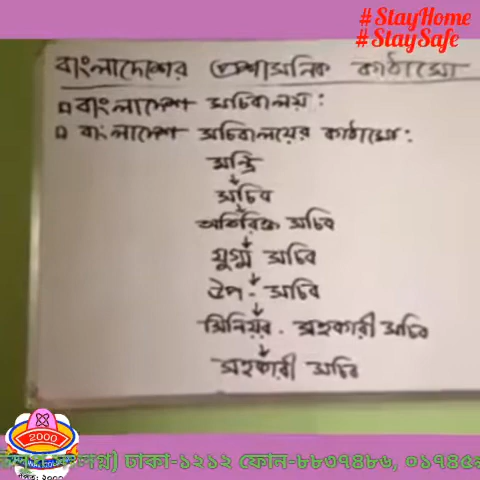 #StayHome
#StaySafe
বাংলাদেশের প্রশাসনিক কাঠামো
বাংলাদেশ সচিবালয় :
বাংলাদেশ সচিবালয়ের কাঠামো :
মন্ত্রি
সচিব
অতিরিক্ত সচিব
যুগ্ম সচিব
উপ - সচিব
সিনিয়র - সহকারী সচিব
সহকারী সচিব
2000
সংলগ্ন) ঢাকা-১২১২ ফোন-৮৮৩৭৪৮৬, ০১৭৪৫